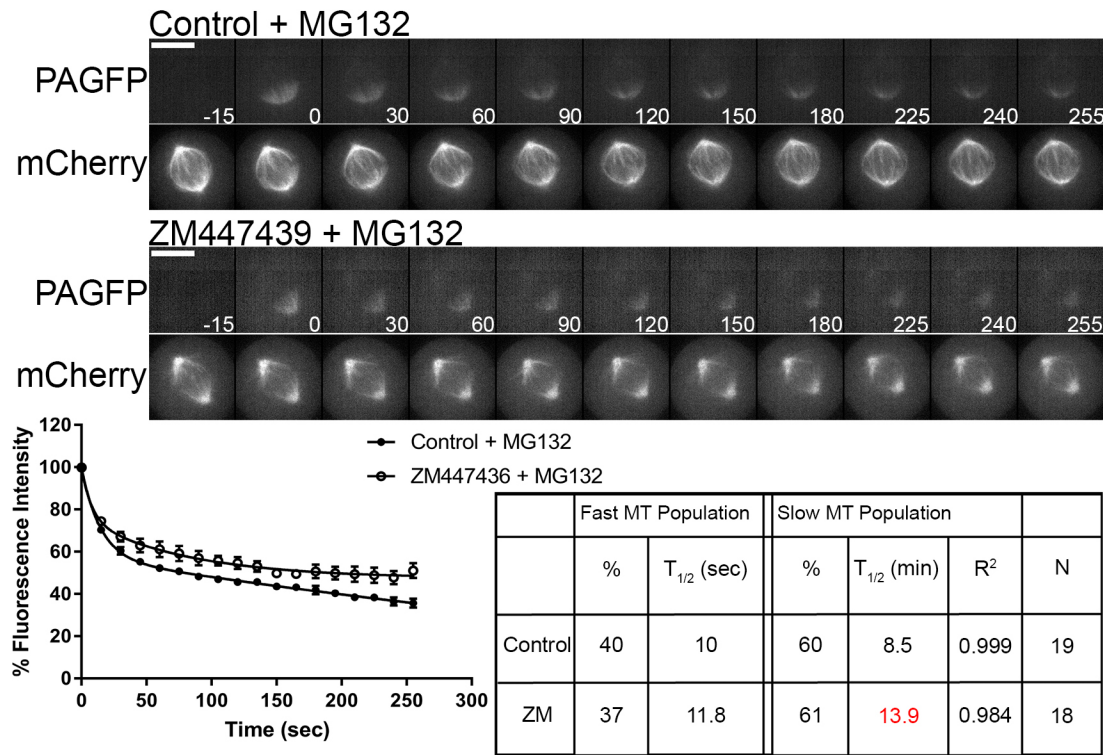 Control + MG132
PAGFP
-15 0 30 60 90 120 150 180 225 240 255
mCherry
ZM447439 + MG132
PAGFP
-15 0 30 60 90 120 150 180 225 240 255
mCherry
% Fluorescence Intensity
120
100
80
60
40
20
0
0 50 100 150 200 250 300
Time (sec)
Control + MG132
ZM447436 + MG132
Fast MT Population Slow MT Population
% T1/2 (sec) % T1/2 (min) R² N
Control 40 10 60 8.5 0.999 19
ZM 37 11.8 61 13.9 0.984 18